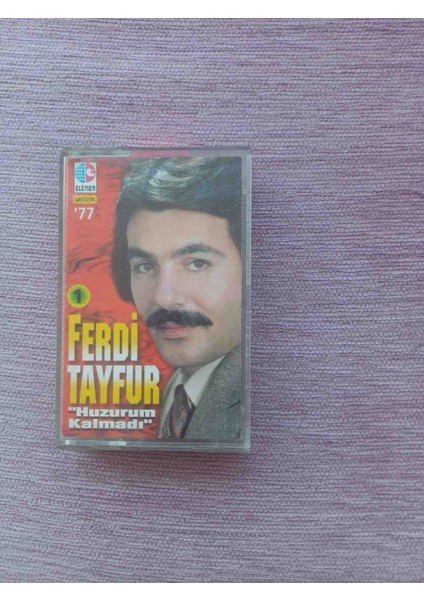 ELENOR
'77
1
FERDİ
TAYFUR
"Huzurum
Kalmadı"